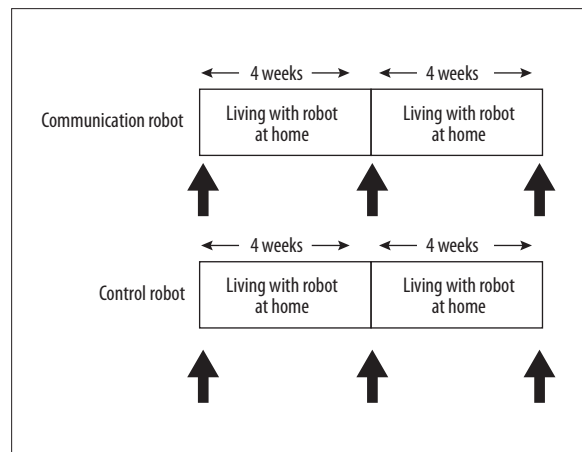 4 weeks 4 weeks
Communication robot
Living with robot
at home
Living with robot
at home
4 weeks 4 weeks
Control robot
Living with robot
at home
Living with robot
at home